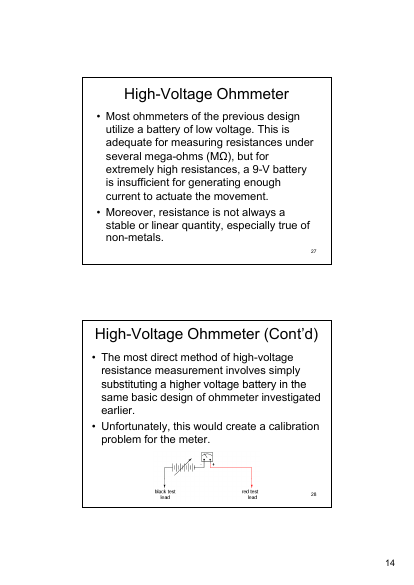 High-Voltage Ohmmeter
• Most ohmmeters of the previous design
utilize a battery of low voltage. This is
adequate for measuring resistances under
several mega-ohms (MΩ), but for
extremely high resistances, a 9-V battery
is insufficient for generating enough
current to actuate the movement.
• Moreover, resistance is not always a
stable or linear quantity, especially true of
non-metals.
27
High-Voltage Ohmmeter (Cont’d)
• The most direct method of high-voltage
resistance measurement involves simply
substituting a higher voltage battery in the
same basic design of ohmmeter investigated
earlier.
• Unfortunately, this would create a calibration
problem for the meter.
black test
lead
red test
lead
28
14